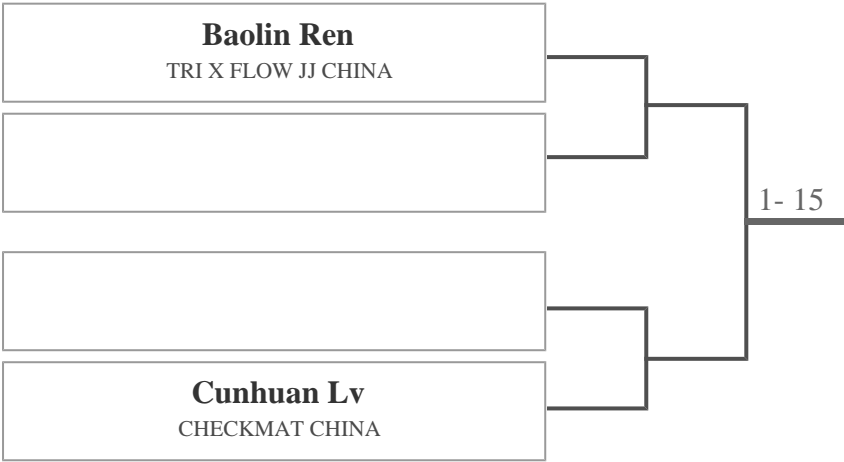 Baolin Ren
TRI X FLOW JJ CHINA
1- 15
Cunhuan Lv
CHECKMAT CHINA